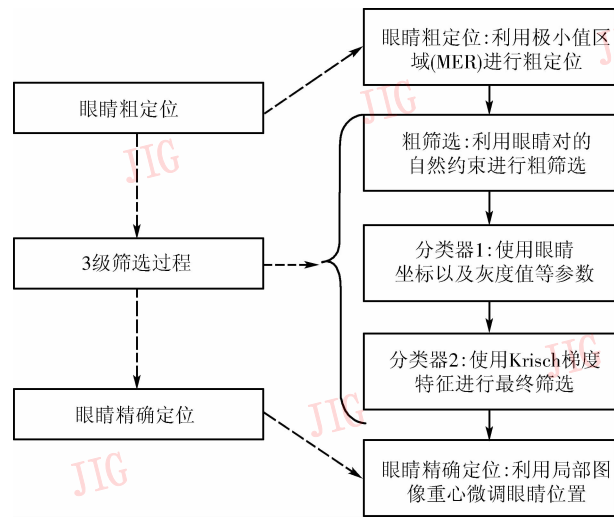 眼睛粗定位
3级筛选过程
眼睛精确定位
眼睛粗定位:利用极小值区
域(MER)进行粗定位
粗筛选:利用眼睛对的
自然约束进行粗筛选
分类器1:使用眼睛
坐标以及灰度值等参数
分类器2:使用Krisch梯度
特征进行最终筛选
眼睛精确定位:利用局部图
像重心微调眼睛位置
JIG
JIG
JIG
JIG
JIG